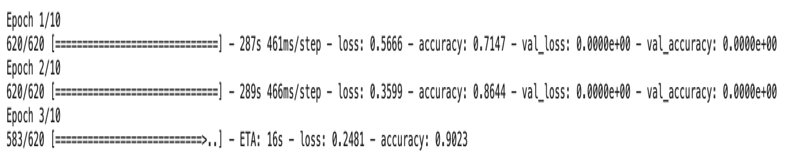 Epoch 1/10
620/620 [==============================] - 287s 461ms/step - loss: 0.5666 - accuracy: 0.7147 - val_loss: 0.0000e+00 - val_accuracy: 0.0000e+00
Epoch 2/10
620/620 [==============================] - 289s 466ms/step - loss: 0.3599 - accuracy: 0.8644 - val_loss: 0.0000e+00 - val_accuracy: 0.0000e+00
Epoch 3/10
583/620 [===========================>..] - ETA: 16s - loss: 0.2481 - accuracy: 0.9023